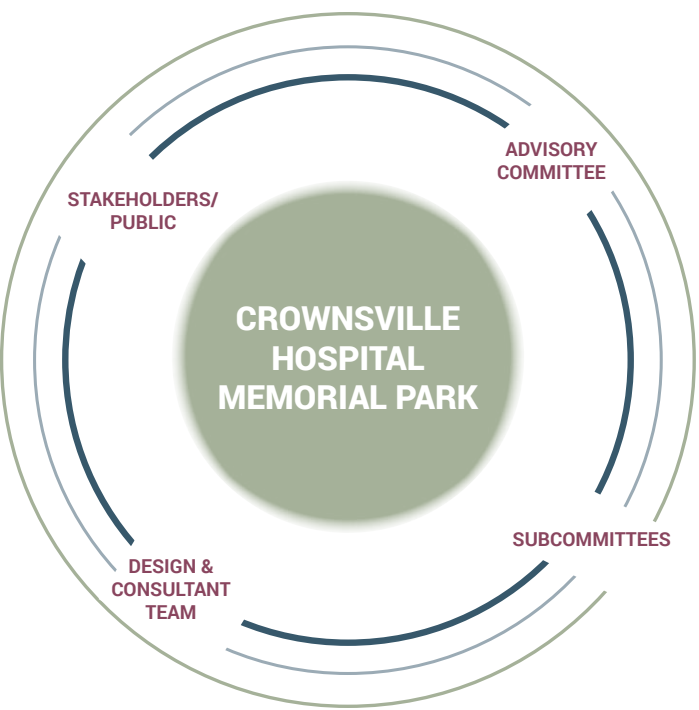 ADVISORY
COMMITTEE
STAKEHOLDERS/
PUBLIC
CROWNSVILLE
HOSPITAL
MEMORIAL PARK
SUBCOMMITTEES
DESIGN &
CONSULTANT
TEAM